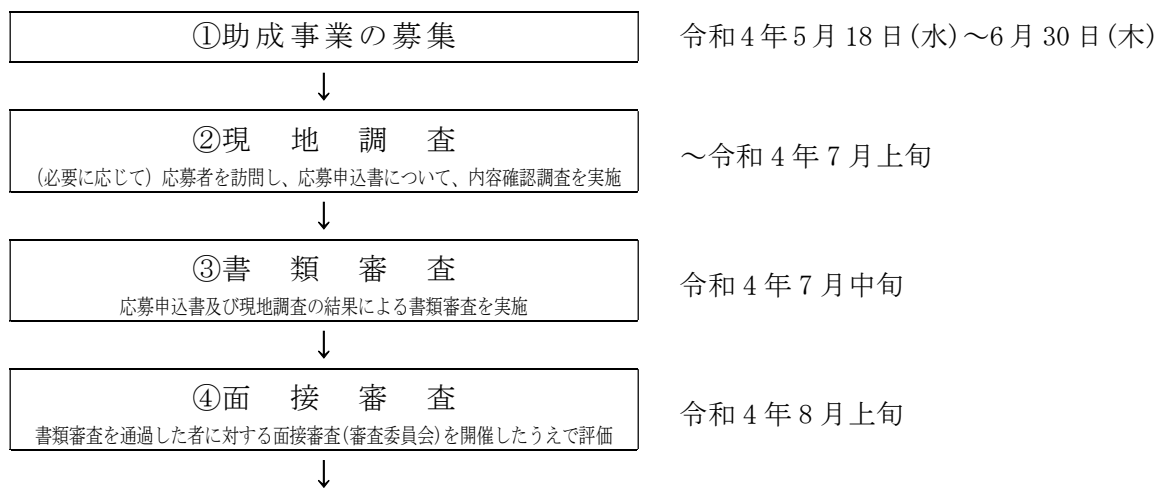 ①助成事業の募集
令和4年5月18日(水)～6月30日(木)
↓
②現地調査
(必要に応じて)応募者を訪問し、応募申込書について、内容確認調査を実施
～令和4年7月上旬
↓
③書類審査
応募申込書及び現地調査の結果による書類審査を実施
令和4年7月中旬
↓
④面接審査
書類審査を通過した者に対する面接審査(審査委員会)を開催したうえで評価
令和4年8月上旬
↓